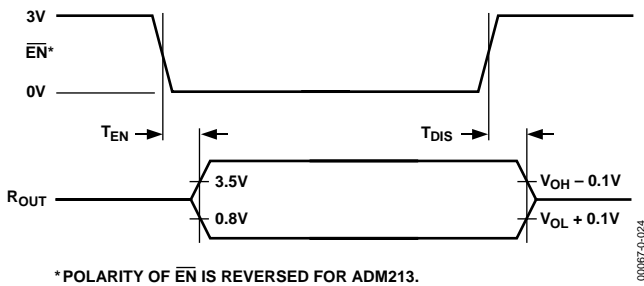 3V
EN*
0V
TEN
TDIS
ROUT
3.5V
0.8V
VOH – 0.1V
VOL + 0.1V
*POLARITY OF EN IS REVERSED FOR ADM213.
00067-0-024